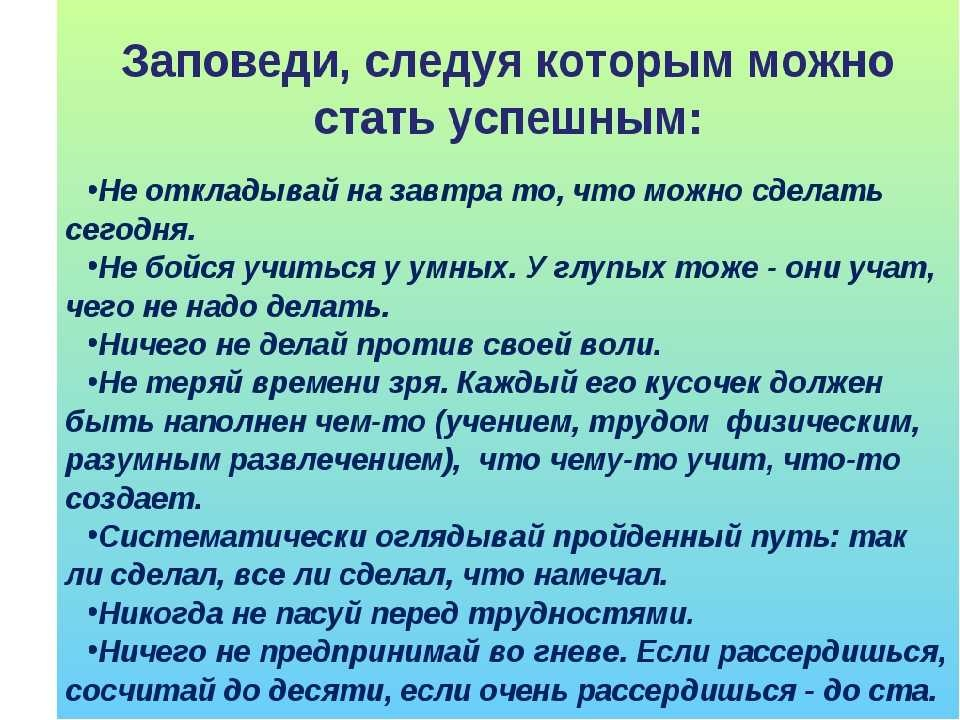 Заповеди, следуя которым можно
стать успешным:
•Не откладывай на завтра то, что можно сделать
сегодня.
•Не бойся учиться у умных. У глупых тоже - они учат,
чего не надо делать.
•Ничего не делай против своей воли.
•Не теряй времени зря. Каждый его кусочек должен
быть наполнен чем-то (учением, трудом  физическим,
разумным развлечением),  что чему-то учит, что-то
создает.
•Систематически оглядывай пройденный путь: так
ли сделал, все ли сделал, что намечал.
•Никогда не пасуй перед трудностями.
•Ничего не предпринимай во гневе. Если рассердишься,
сосчитай до десяти, если очень рассердишься - до ста.